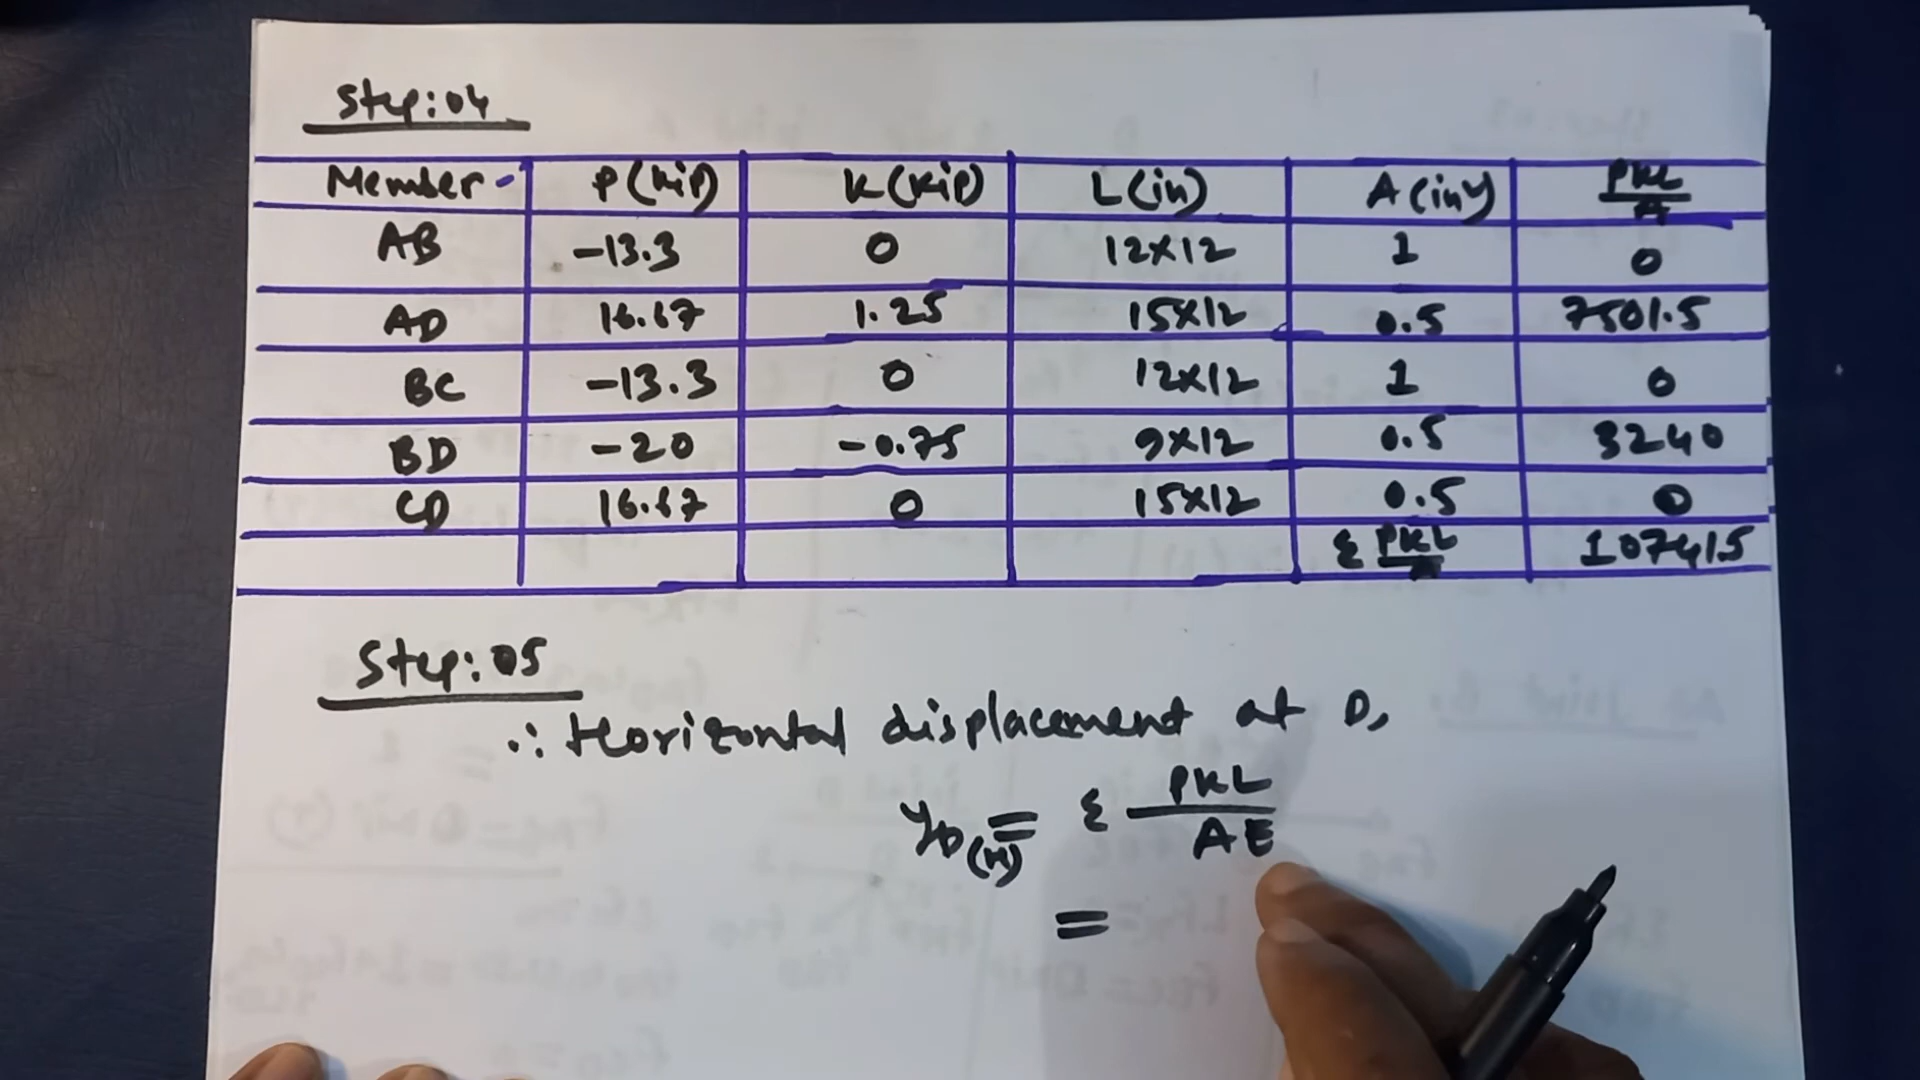 Step: 04
Member P(kip) K(kip) L(in) A(in²) PKL/A
AB -13.3 0 12×12 1 0
AD 16.67 1.25 15×12 0.5 7501.5
BC -13.3 0 12×12 1 0
BD -20 -0.75 9×12 0.5 3240
CD 16.67 0 15×12 0.5 0
Σ PKL/A 10741.5
Step: 05
∴ Horizontal displacement at D,
y_D(H) = Σ PKL/AE
=